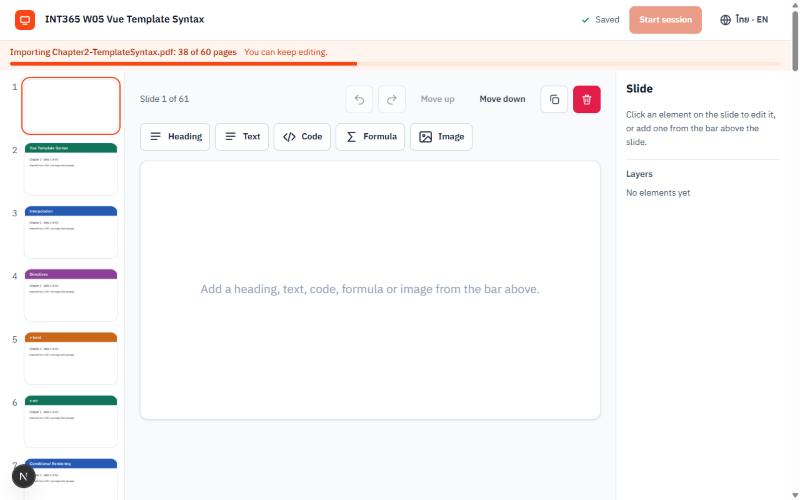 INT365 W05 Vue Template Syntax
Saved
Start session
ไทย · EN
Importing Chapter2-TemplateSyntax.pdf: 38 of 60 pages You can keep editing.
1
2
Vue Template Syntax
3
Interpolation
4
Directives
5
v-bind
6
v-on
Conditional Rendering
N
Slide 1 of 61
Move up
Move down
Heading
Text
Code
Formula
Image
Add a heading, text, code, formula or image from the bar above.
Slide
Click an element on the slide to edit it,
or add one from the bar above the
slide.
Layers
No elements yet